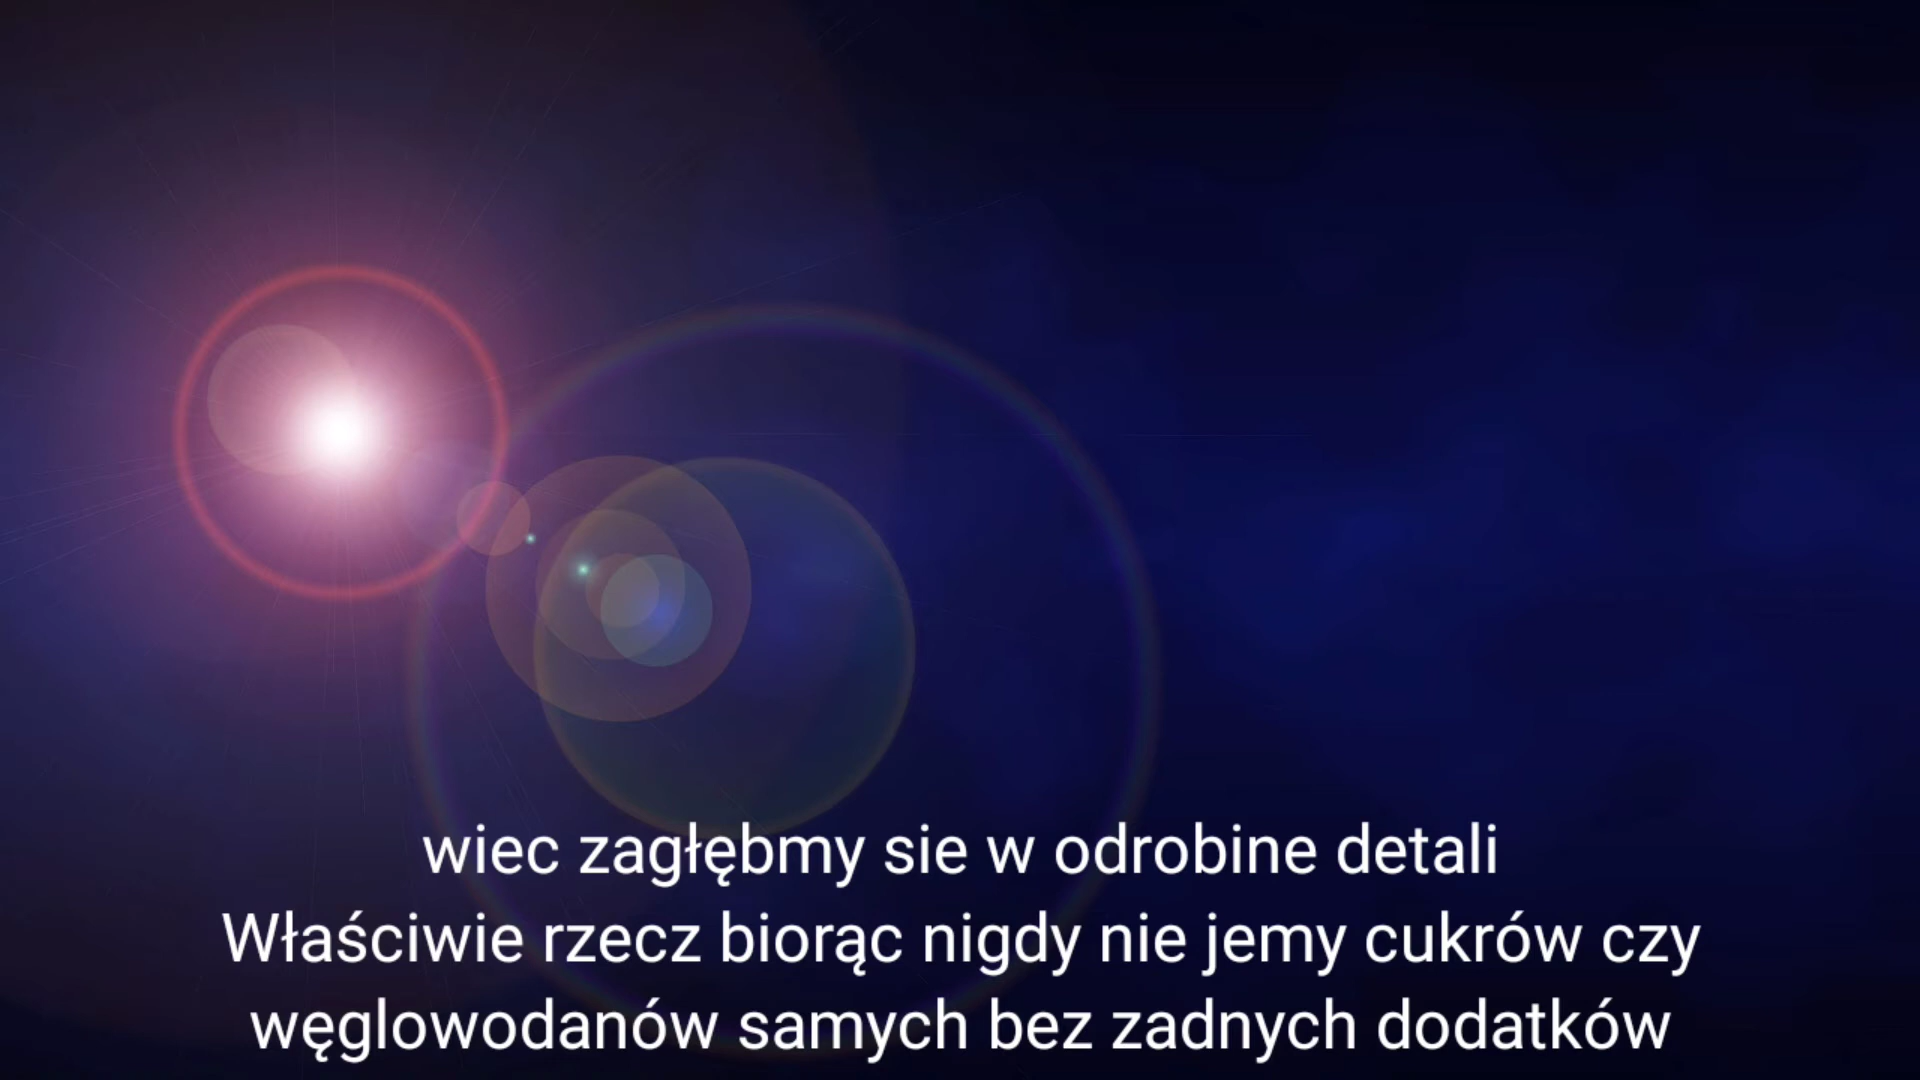 wiec zagłębmy sie w odrobine detali
Właściwie rzecz biorąc nigdy nie jemy cukrów czy
węglowodanów samych bez zadnych dodatków